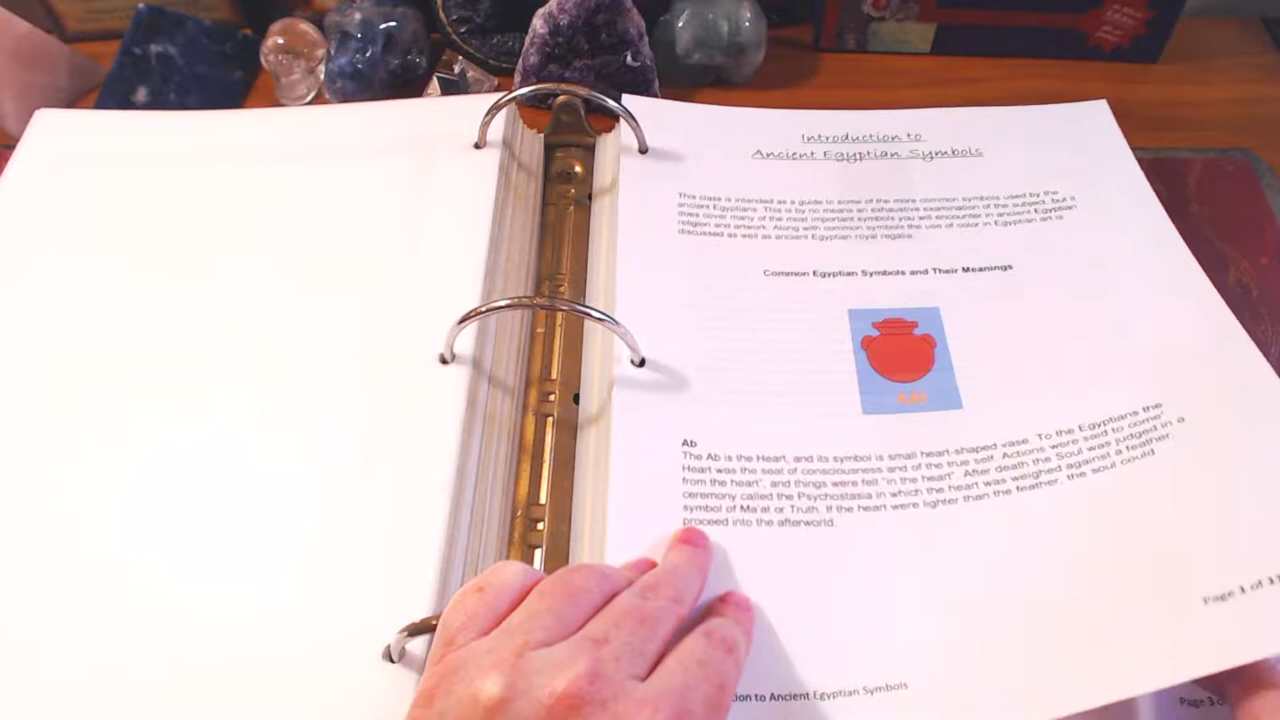 Introduction to
Ancient Egyptian Symbols
This class is intended as a guide to some of the more common symbols used by the
ancient Egyptians. This is by no means an exhaustive examination of the subject, but it
does cover many of the most important symbols you will encounter in ancient Egyptian
religion and artwork. Along with common symbols the use of color in Egyptian art is
discussed as well as ancient Egyptian royal regalia.
Common Egyptian Symbols and Their Meanings
Ab
The Ab is the Heart, and its symbol is small heart-shaped vase. To the Egyptians the
Heart was the seat of consciousness and of the true self. Actions were said to come"
from the heart", and things were felt "in the heart". After death the Soul was judged in a
ceremony called the Psychostasia in which the heart was weighed against a feather,
symbol of Ma'at or Truth. If the heart were lighter than the feather, the soul could
proceed into the afterworld.
Page 1 of 11
to Ancient Egyptian Symbols
Page 3